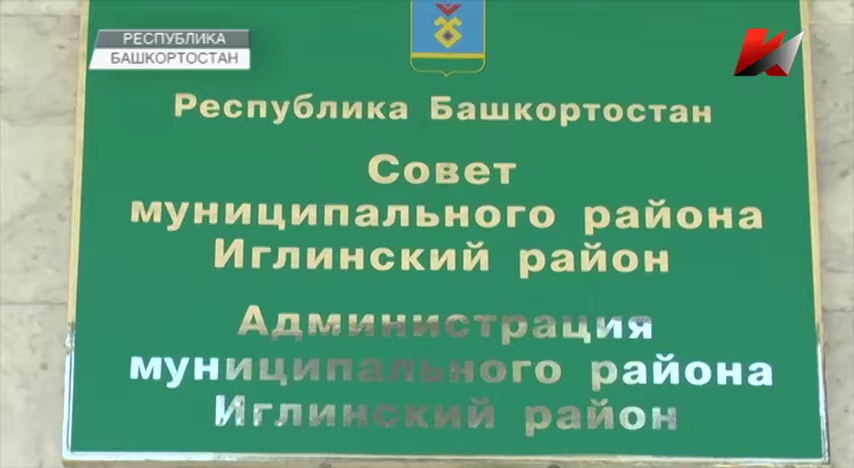 РЕСПУБЛИКА
БАШКОРТОСТАН
К
Республика Башкортостан
Совет
муниципального района
Иглинский район
Администрация
муниципального района
Иглинский район